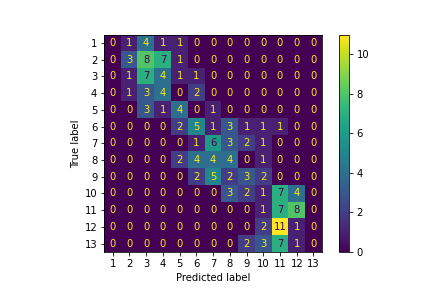 True label
1 0 1 4 1 1 0 0 0 0 0 0 0 0
2 0 3 8 7 1 0 0 0 0 0 0 0 0
3 0 1 7 4 1 1 0 0 0 0 0 0 0
4 0 1 3 4 0 2 0 0 0 0 0 0 0
5 0 0 3 1 4 0 1 0 0 0 0 0 0
6 0 0 0 0 2 5 1 3 1 1 1 0 0
7 0 0 0 0 0 1 6 3 2 1 0 0 0
8 0 0 0 0 2 4 4 4 0 1 0 0 0
9 0 0 0 0 0 2 5 2 3 2 0 0 0
10 0 0 0 0 0 0 0 3 2 1 7 4 0
11 0 0 0 0 0 0 0 0 0 1 7 8 0
12 0 0 0 0 0 0 0 0 0 2 11 1 0
13 0 0 0 0 0 0 0 0 2 3 7 1 0
1 2 3 4 5 6 7 8 9 10 11 12 13
Predicted label
10
8
6
4
2
0